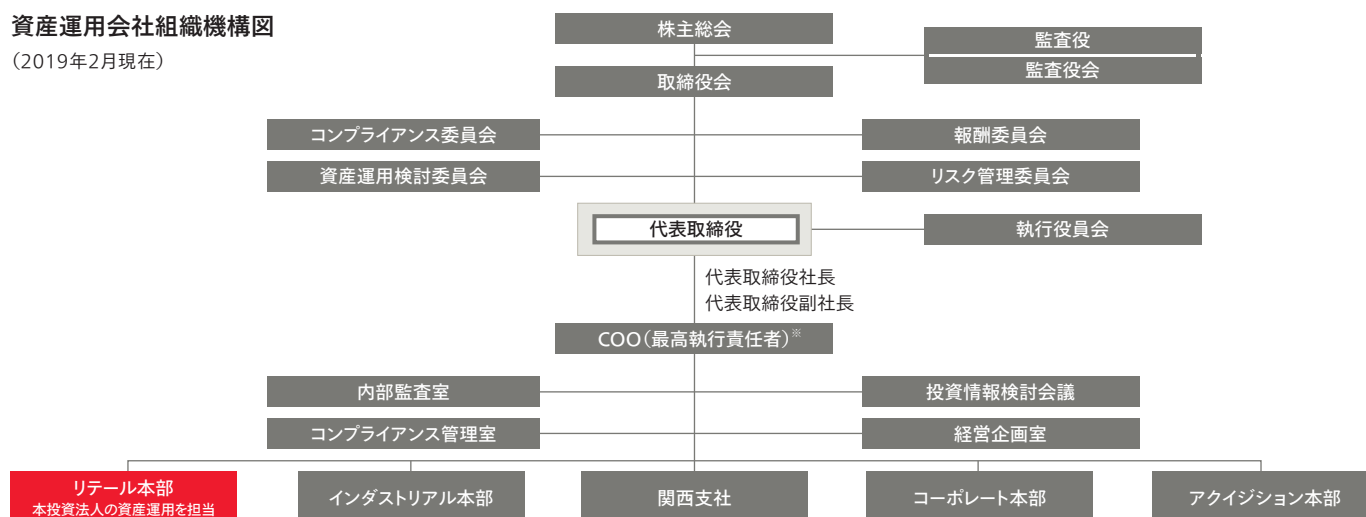 資産運用会社組織機構図
（2019年2月現在）
株主総会
監査役
監査役会
取締役会
コンプライアンス委員会
報酬委員会
資産運用検討委員会
リスク管理委員会
代表取締役
執行役員会
代表取締役社長
代表取締役副社長
COO（最高執行責任者）※
内部監査室
投資情報検討会議
コンプライアンス管理室
経営企画室
リテール本部
本投資法人の資産運用を担当
インダストリアル本部
関西支社
コーポレート本部
アクイジション本部